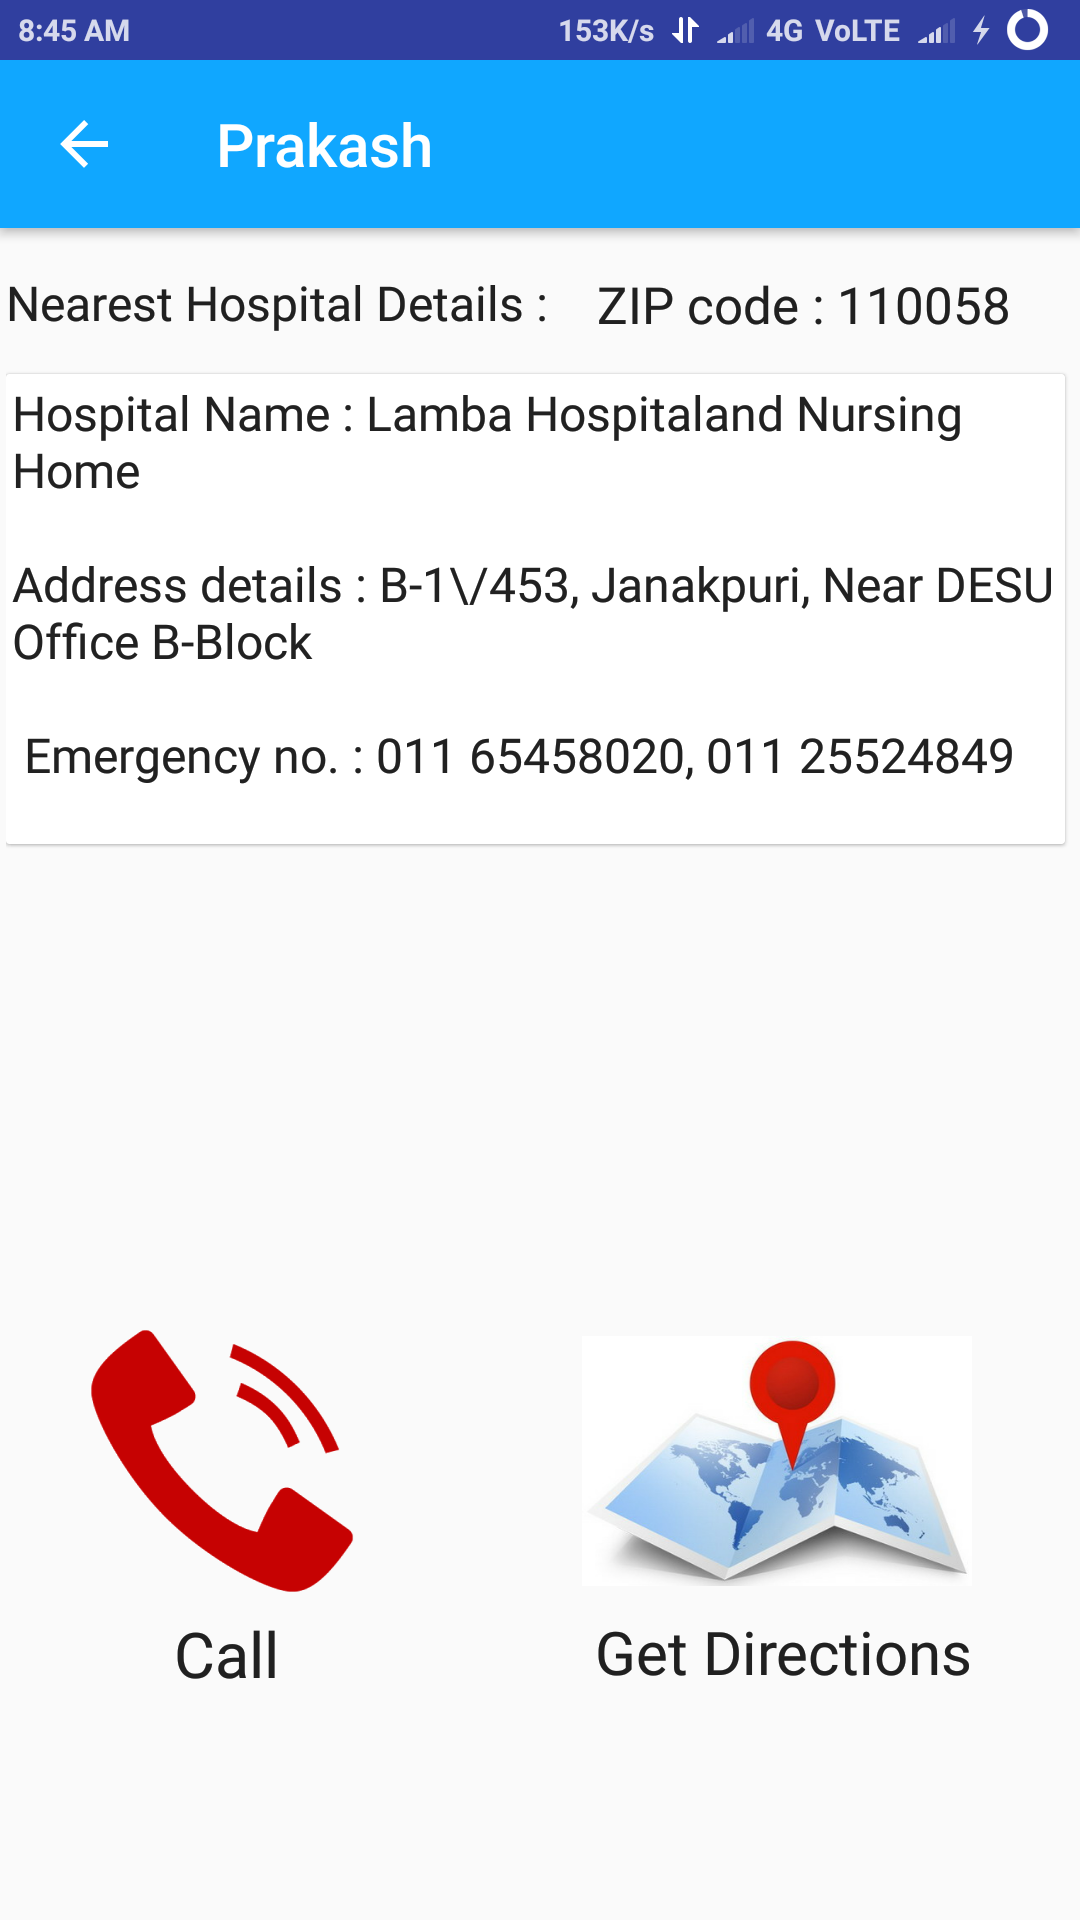 8:45 AM 153K/s 4G VoLTE
Prakash
Nearest Hospital Details : ZIP code : 110058
Hospital Name : Lamba Hospitaland Nursing
Home
Address details : B-1\/453, Janakpuri, Near DESU
Office B-Block
Emergency no. : 011 65458020, 011 25524849
Call Get Directions